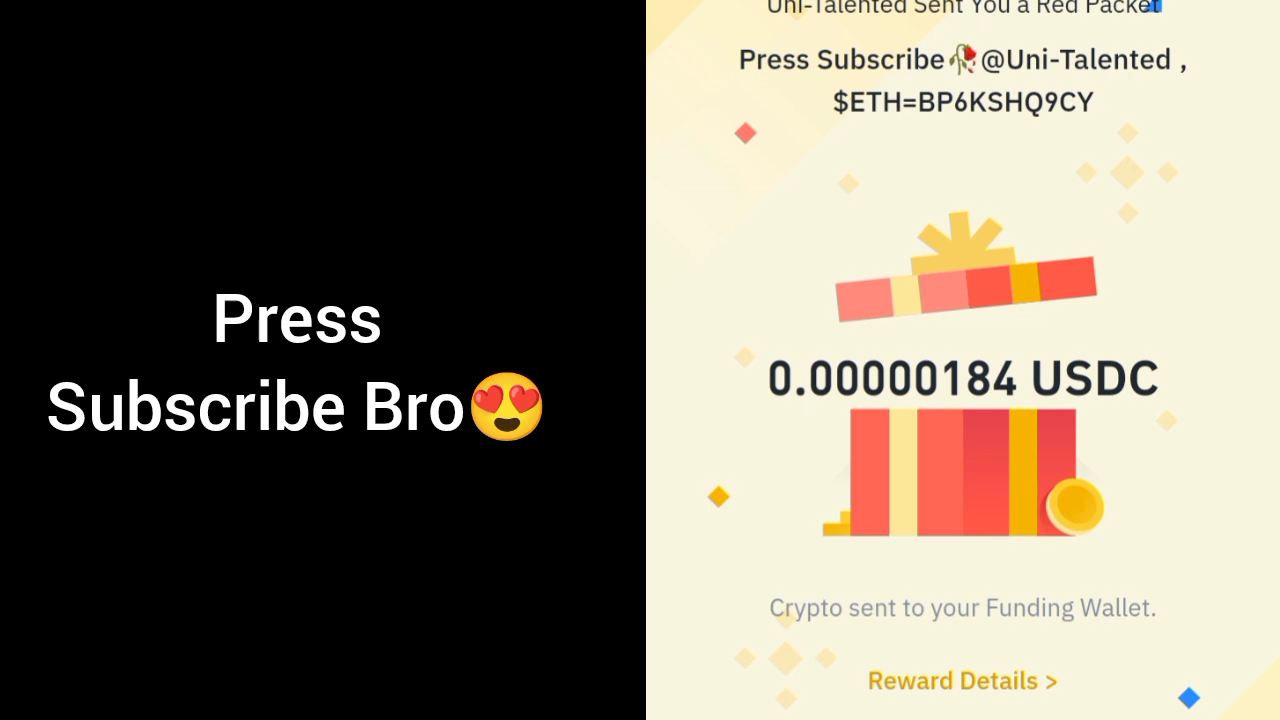 Press
Subscribe Bro😍
Uni-Talented Sent You a Red Packet
Press Subscribe🥀@Uni-Talented ,
$ETH=BP6KSHQ9CY
0.00000184 USDC
Crypto sent to your Funding Wallet.
Reward Details >